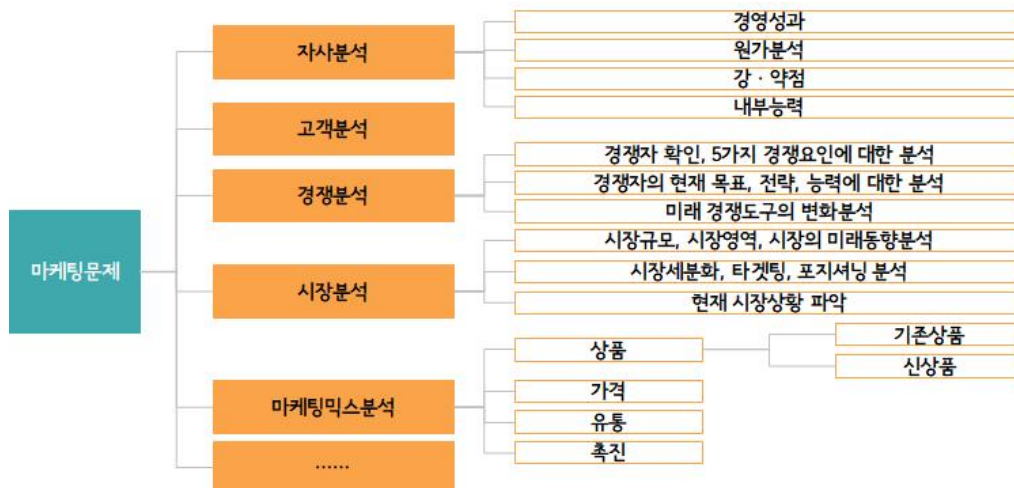 마케팅문제
자사분석
경영성과
원가분석
강 · 약점
내부능력
고객분석
경쟁분석
경쟁자 확인, 5가지 경쟁요인에 대한 분석
경쟁자의 현재 목표, 전략, 능력에 대한 분석
미래 경쟁도구의 변화분석
시장분석
시장규모, 시장영역, 시장의 미래동향분석
시장세분화, 타겟팅, 포지셔닝 분석
현재 시장상황 파악
마케팅믹스분석
상품
기존상품
신상품
가격
유통
촉진
......